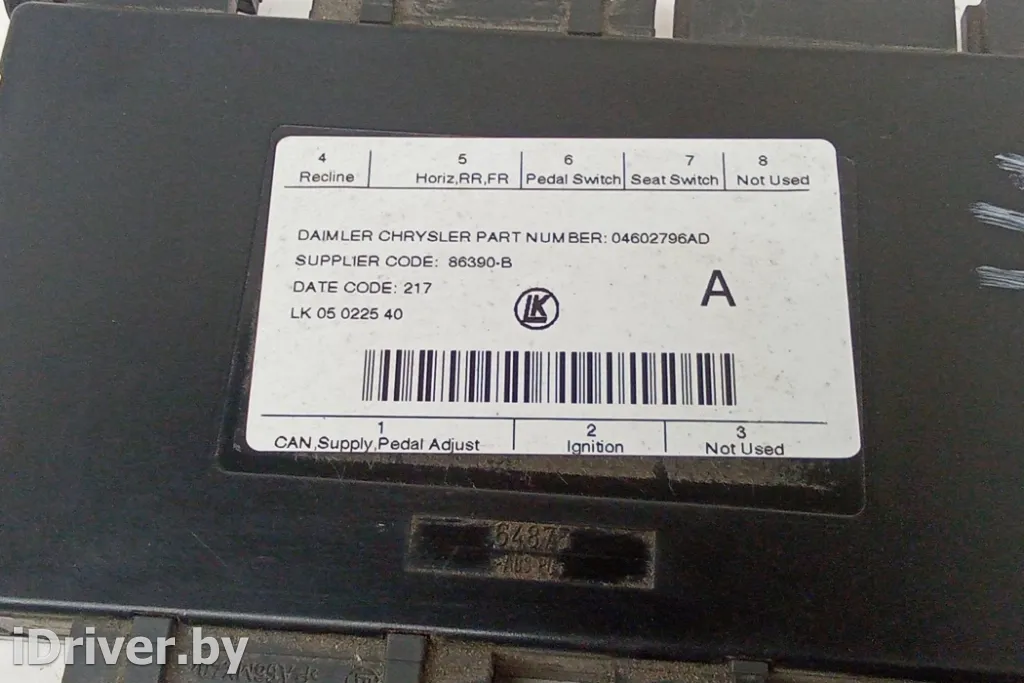 4 5 6 7 8
Recline Horiz,RR,FR Pedal Switch Seat Switch Not Used
DAIMLER CHRYSLER PART NUMBER: 04602796AD
SUPPLIER CODE: 86390-B
DATE CODE: 217
A
LK 05 0225 40
LK
1 2 3
CAN,Supply,Pedal Adjust Ignition Not Used
iDriver.by